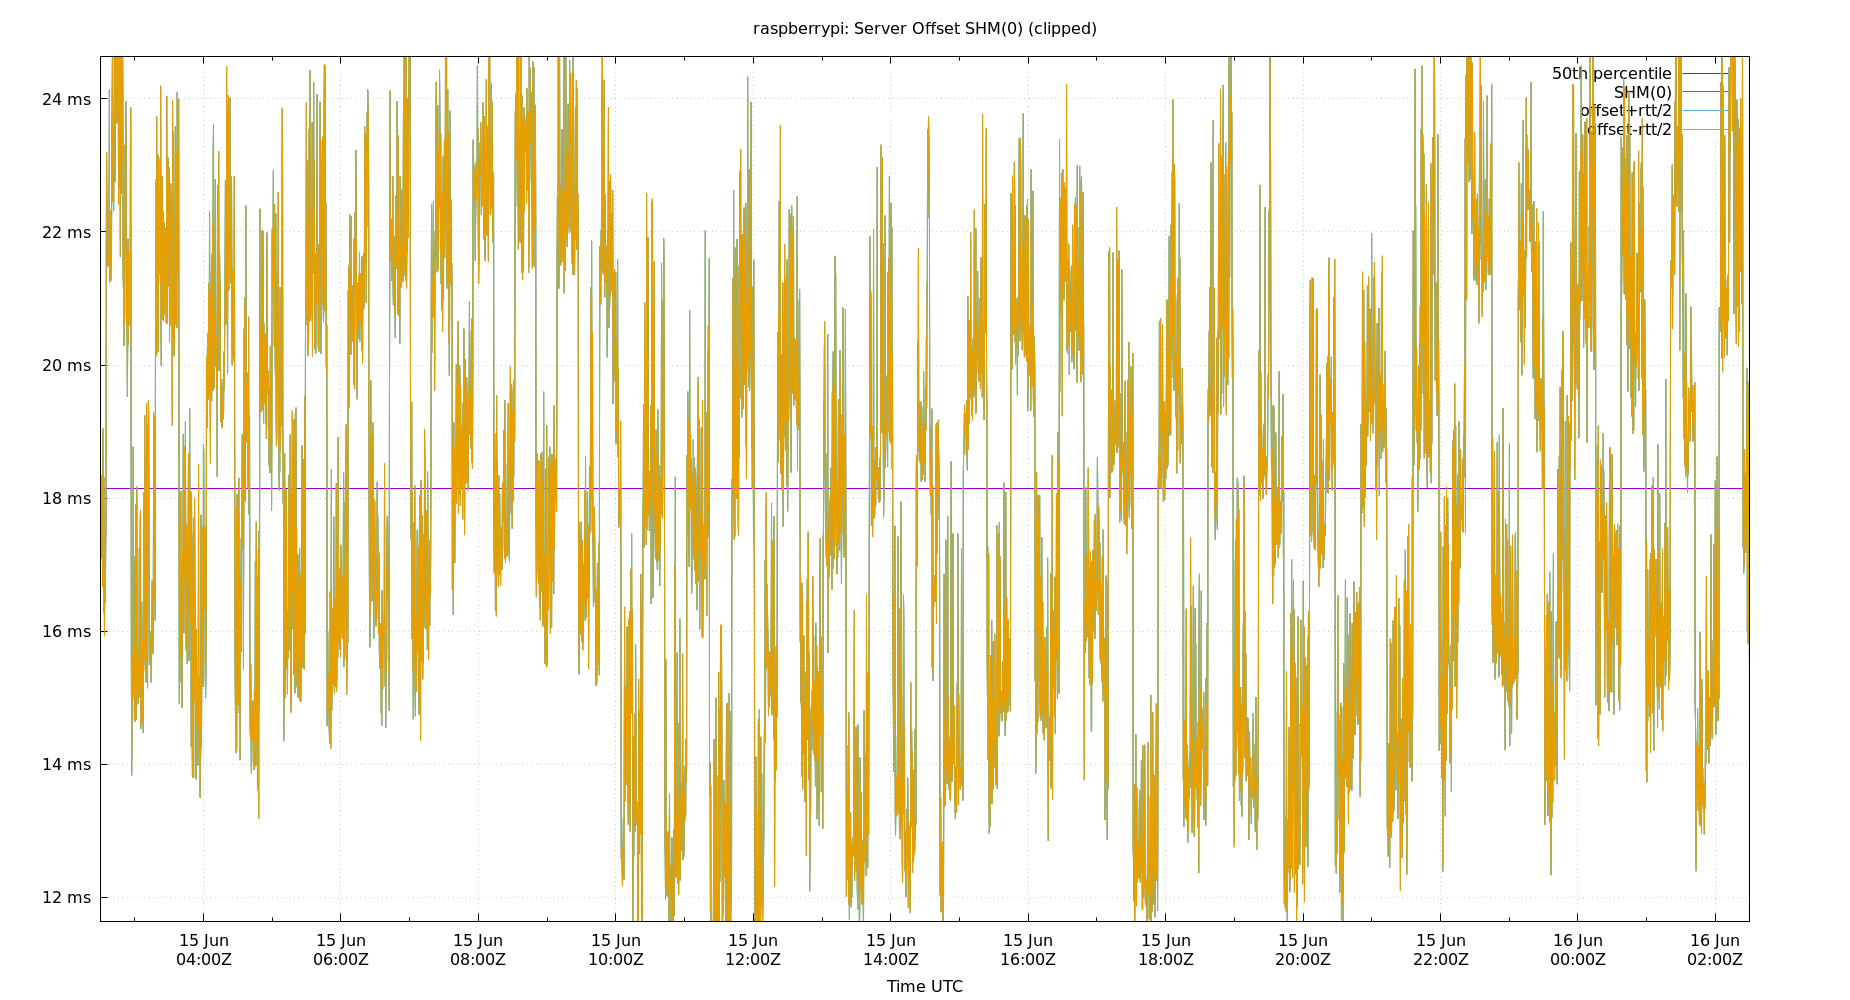 raspberrypi: Server Offset SHM(0) (clipped)
50th percentile
SHM(0)
offset+rtt/2
offset-rtt/2
24 ms
22 ms
20 ms
18 ms
16 ms
14 ms
12 ms
15 Jun 15 Jun 15 Jun 15 Jun 15 Jun 15 Jun 15 Jun 15 Jun 15 Jun 15 Jun 16 Jun 16 Jun
04:00Z 06:00Z 08:00Z 10:00Z 12:00Z 14:00Z 16:00Z 18:00Z 20:00Z 22:00Z 00:00Z 02:00Z
Time UTC